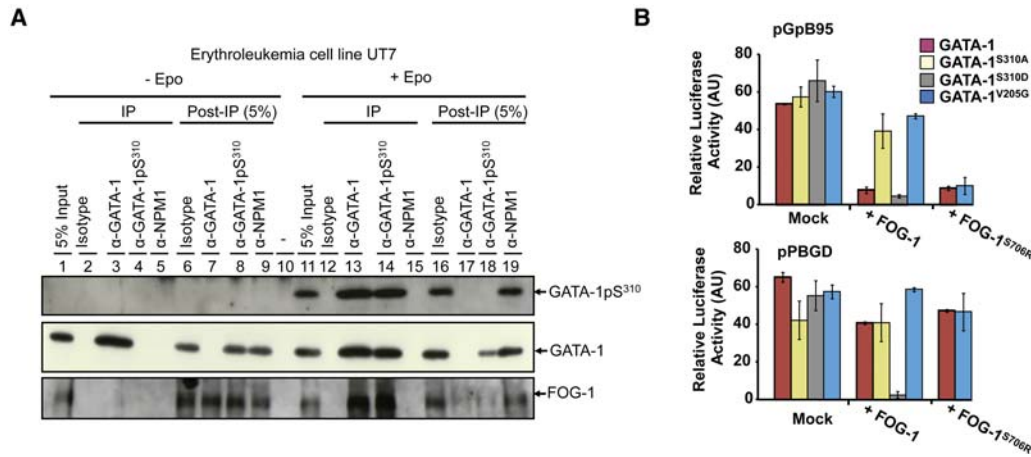 A
Erythroleukemia cell line UT7
- Epo
+ Epo
IP
Post-IP (5%)
IP
Post-IP (5%)
5% Input
Isotype
α-GATA-1
α-GATA-1pS310
α-NPM1
Isotype
α-GATA-1
α-GATA-1pS310
α-NPM1
-
5% Input
Isotype
α-GATA-1
α-GATA-1pS310
α-NPM1
Isotype
α-GATA-1
α-GATA-1pS310
α-NPM1
1 2 3 4 5 6 7 8 9 10 11 12 13 14 15 16 17 18 19
GATA-1pS310
GATA-1
FOG-1
B
pGpB95
GATA-1
GATA-1S310A
GATA-1S310D
GATA-1V205G
Relative Luciferase
Activity (AU)
80
60
40
20
0
Mock
+ FOG-1
+ FOG-1S706R
pPBGD
Relative Luciferase
Activity (AU)
80
60
40
20
0
Mock
+ FOG-1
+ FOG-1S706R